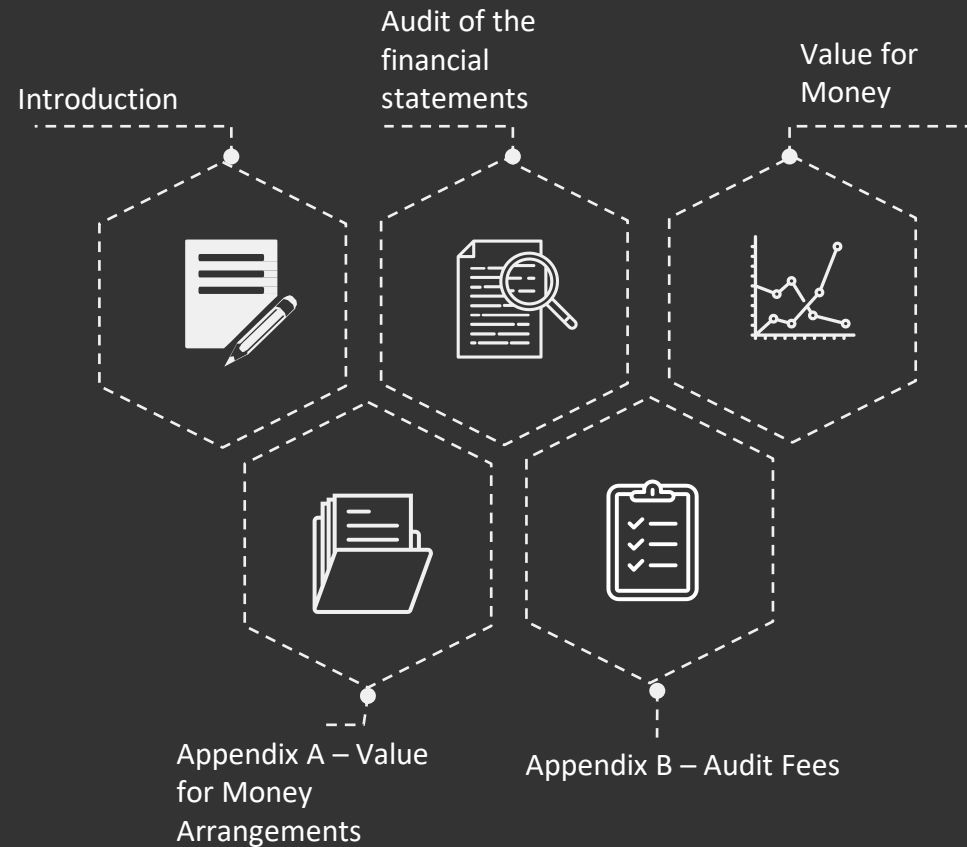 Introduction
Audit of the
financial
statements
Value for
Money
Appendix A – Value
for Money
Arrangements
Appendix B – Audit Fees